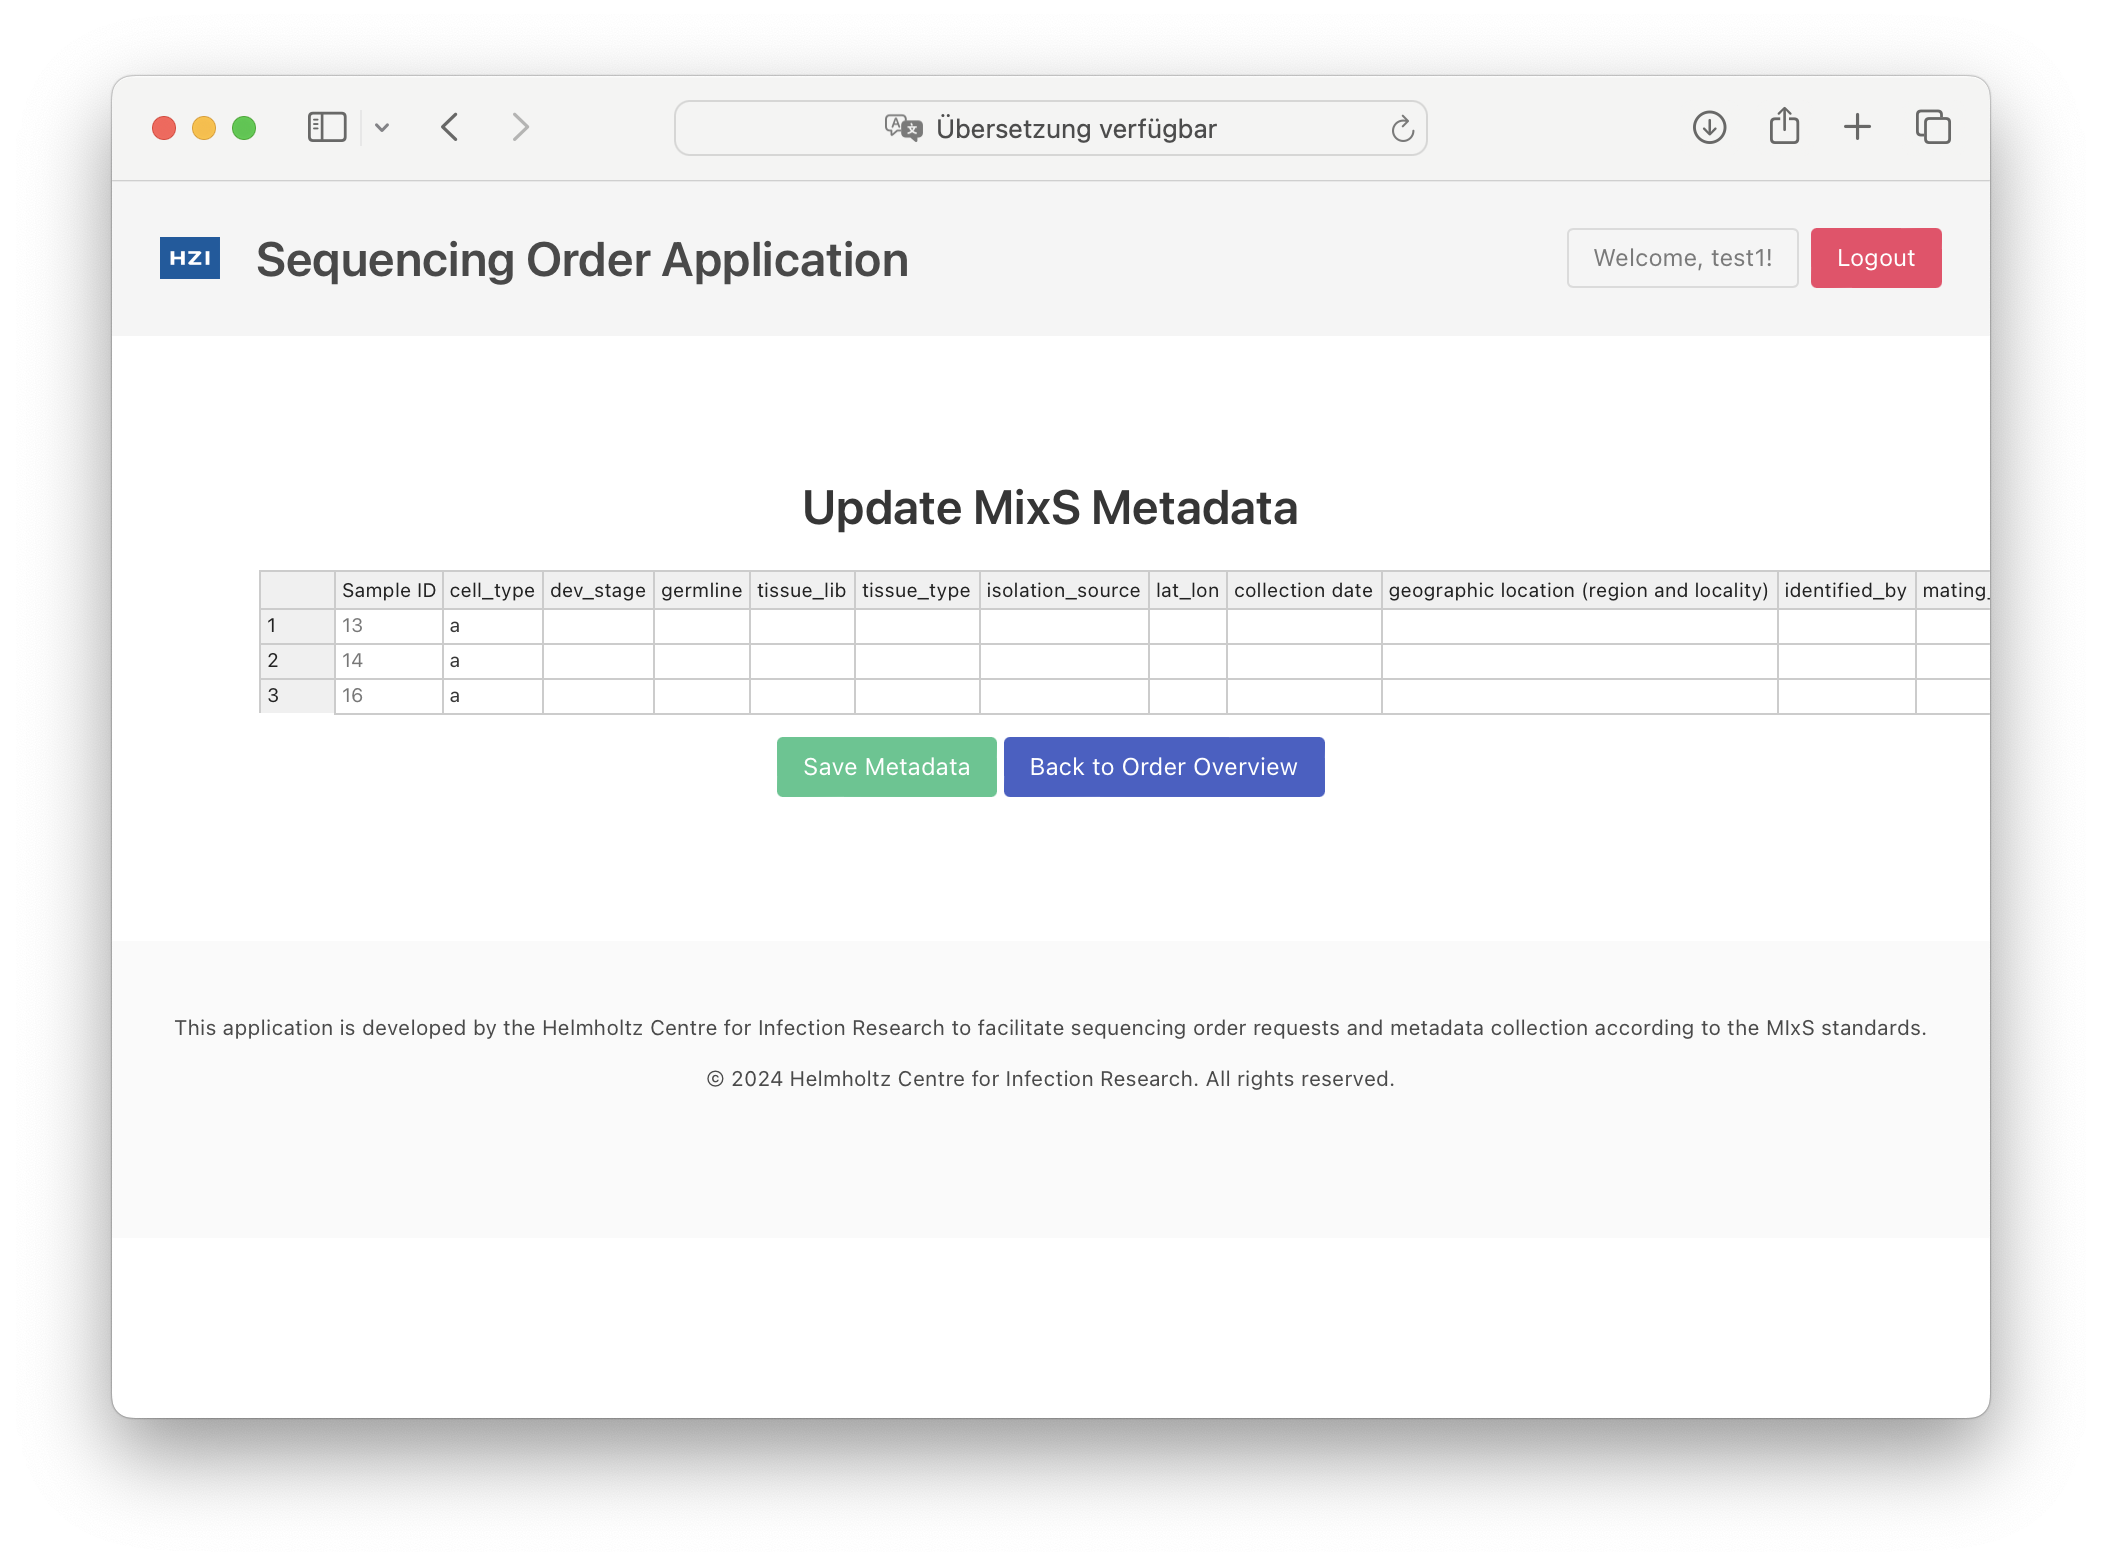 Übersetzung verfügbar
HZI Sequencing Order Application Welcome, test1! Logout
Update MixS Metadata
Sample ID cell_type dev_stage germline tissue_lib tissue_type isolation_source lat_lon collection date geographic location (region and locality) identified_by mating_
1 13 a
2 14 a
3 16 a
Save Metadata Back to Order Overview
This application is developed by the Helmholtz Centre for Infection Research to facilitate sequencing order requests and metadata collection according to the MIxS standards.
© 2024 Helmholtz Centre for Infection Research. All rights reserved.